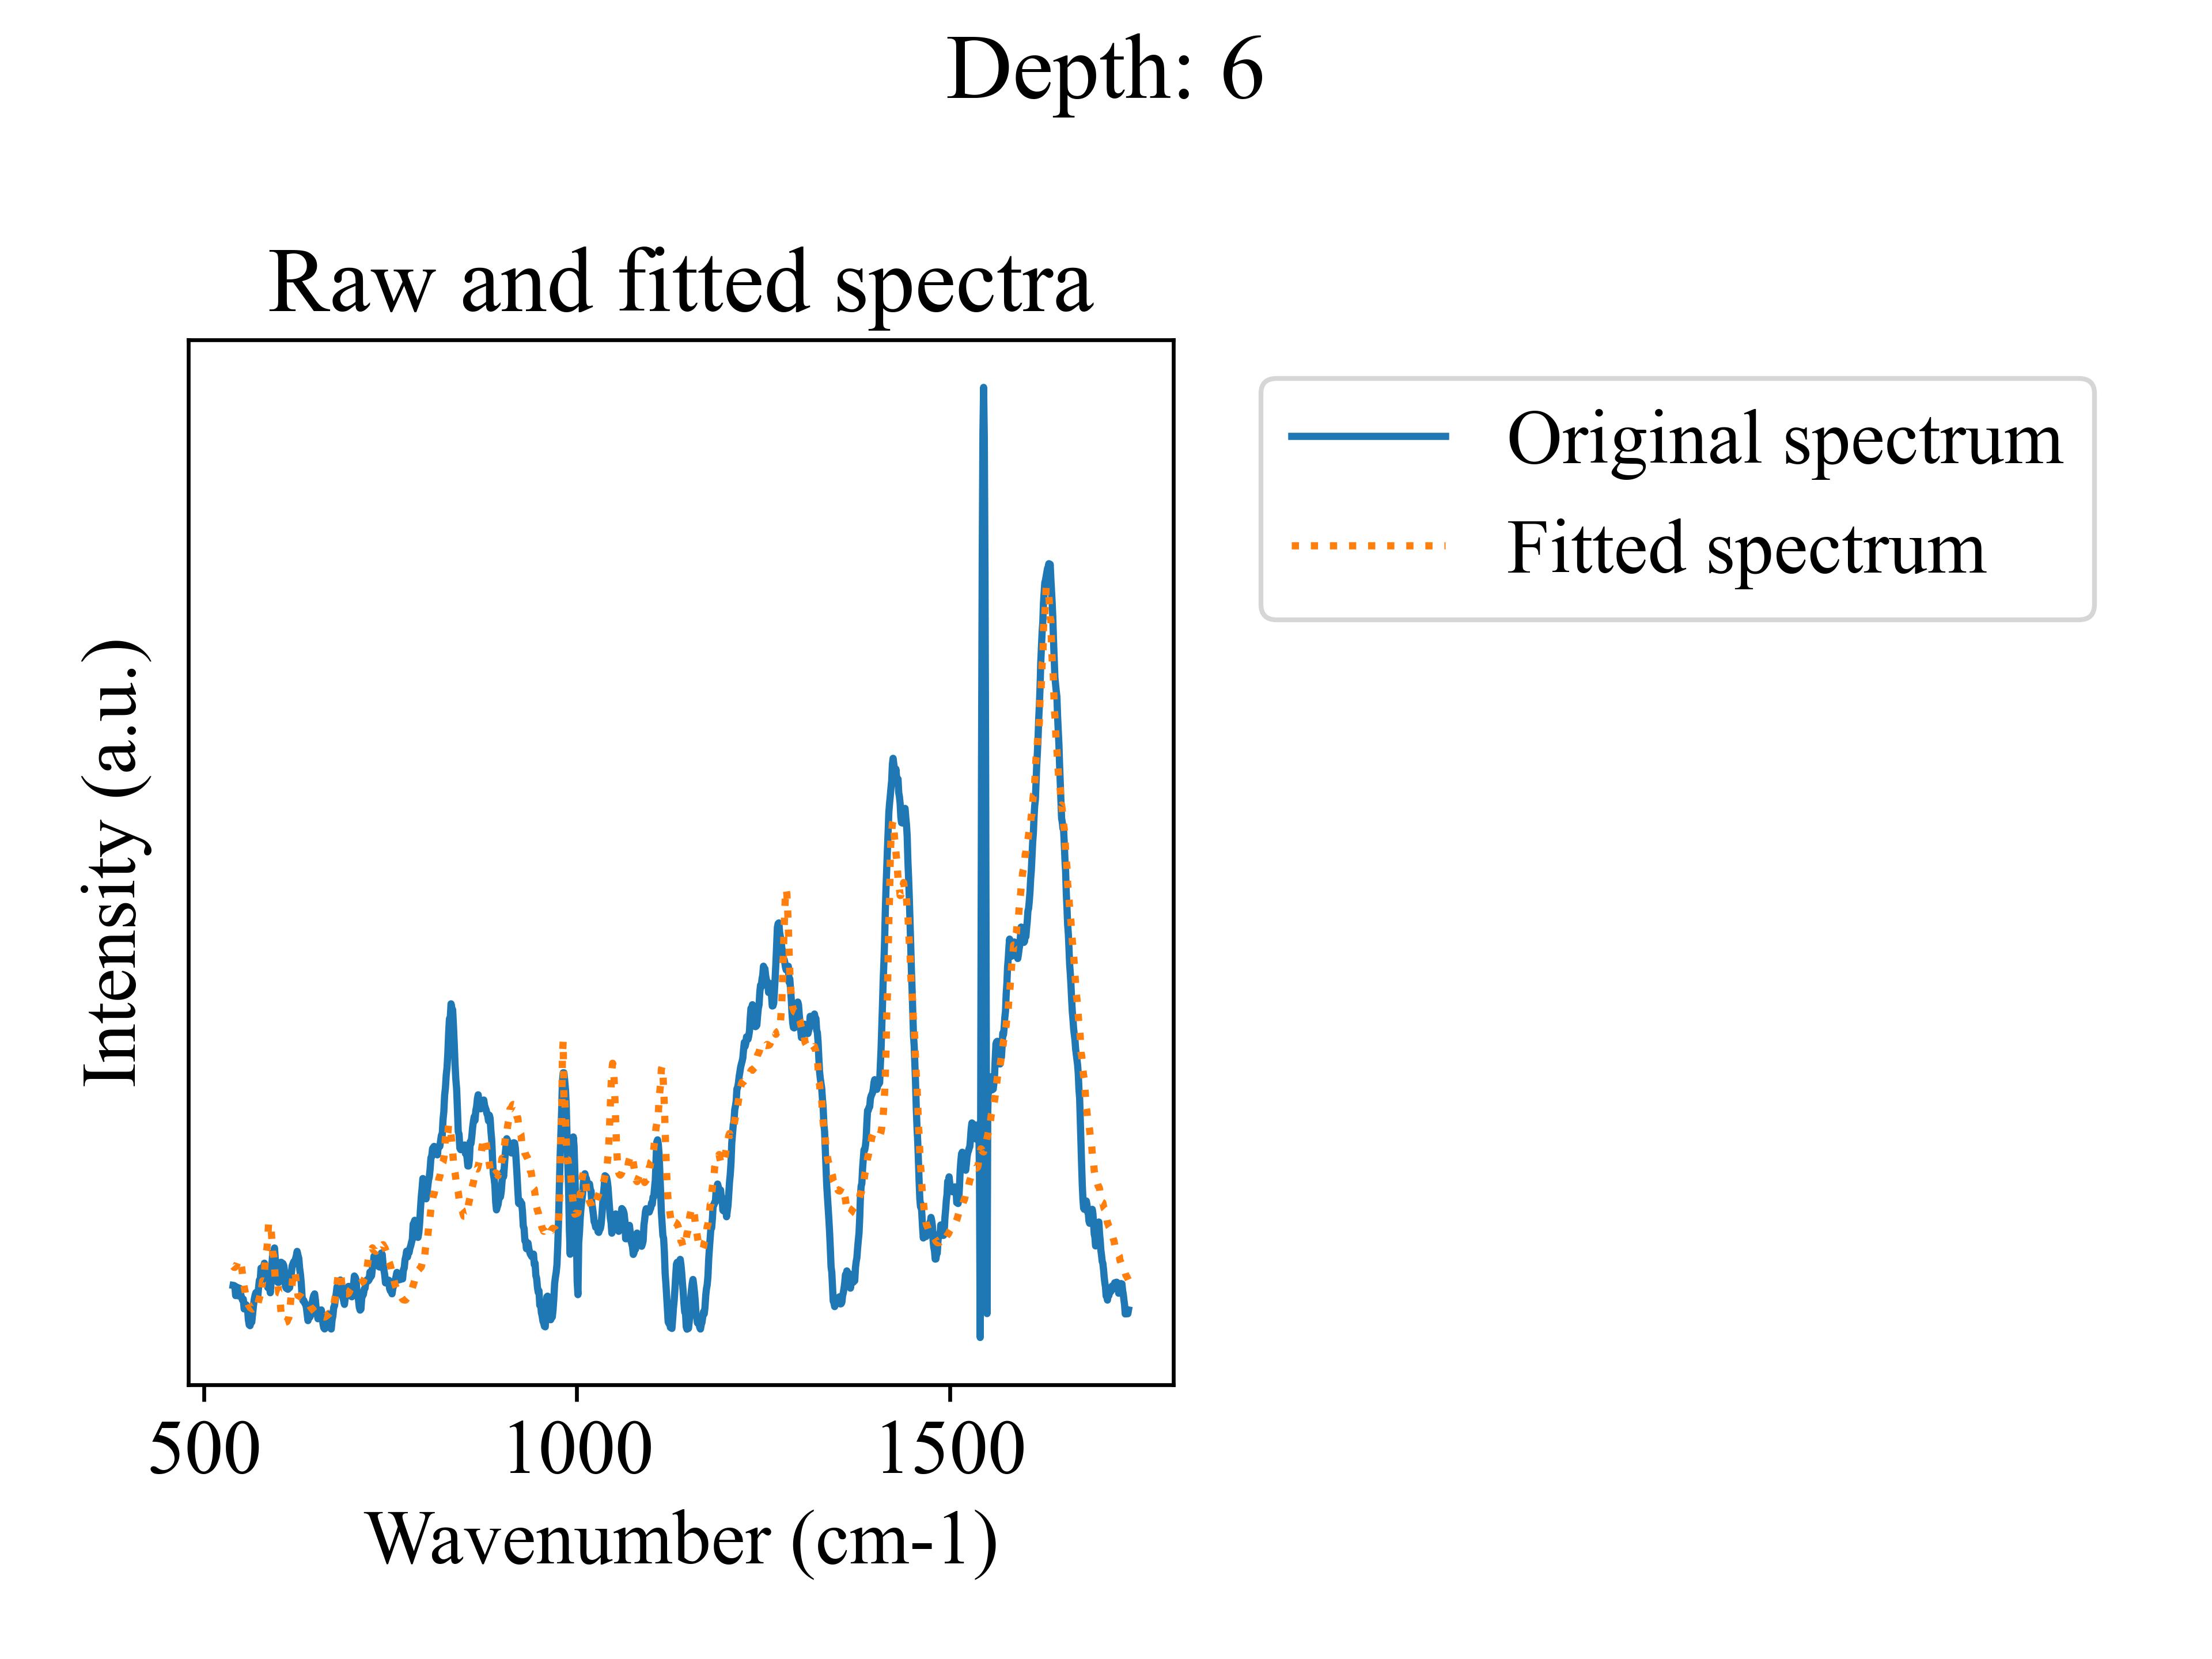 Depth: 6
Raw and fitted spectra
Original spectrum
Fitted spectrum
Intensity (a.u.)
500 1000 1500
Wavenumber (cm-1)